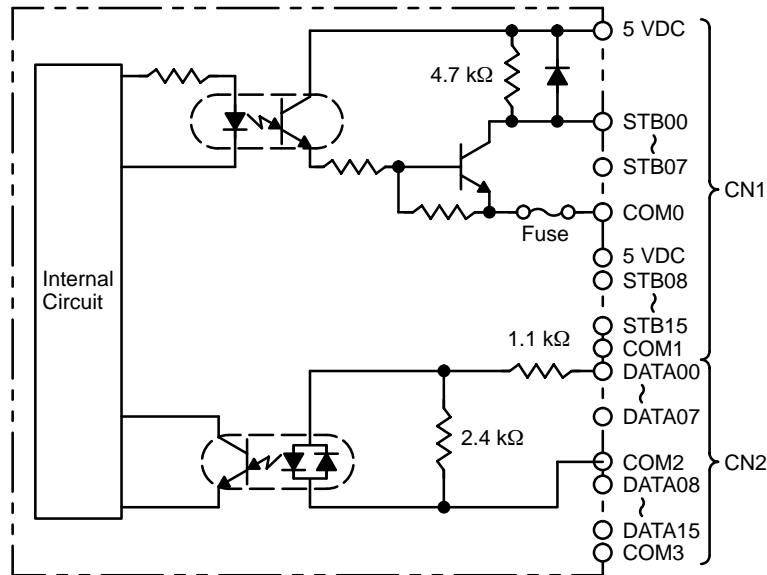 5 VDC
4.7 kΩ
STB00
~
STB07
CN1
COM0
Fuse
5 VDC
STB08
~
STB15
Internal
Circuit
1.1 kΩ
COM1
DATA00
~
DATA07
2.4 kΩ
COM2
CN2
DATA08
~
DATA15
COM3